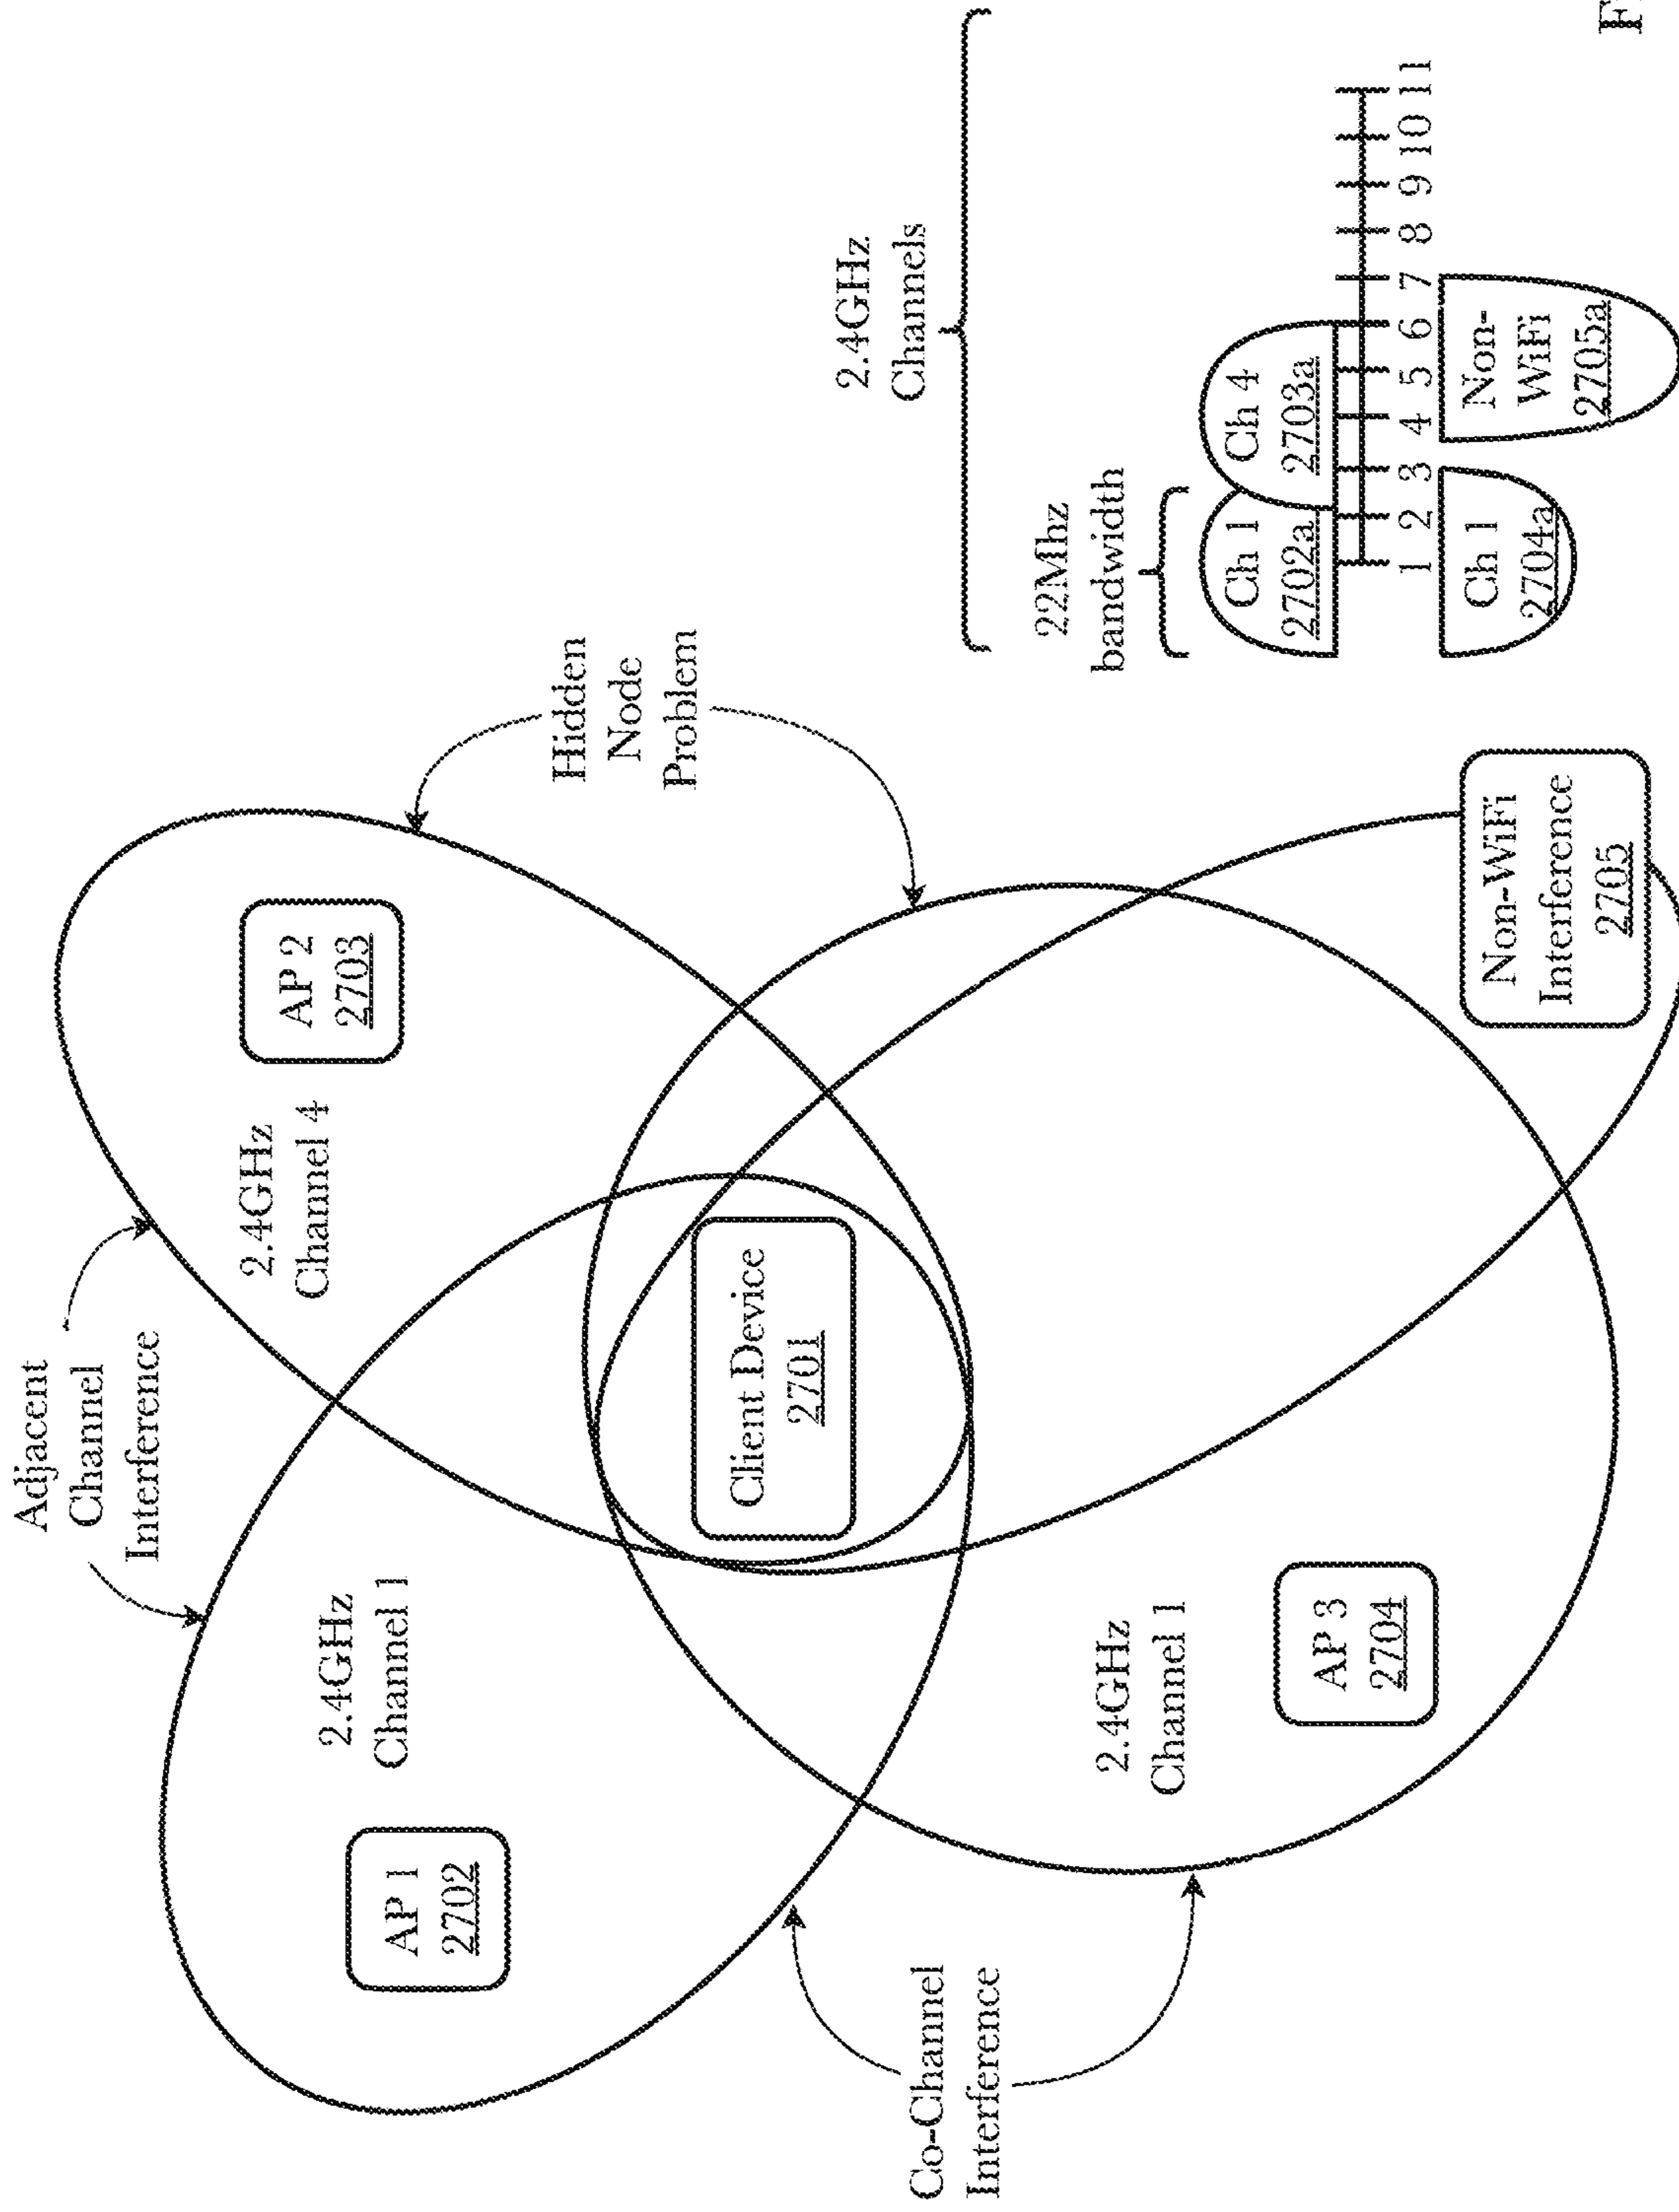 Adjacent
Channel
Interference
AP 1
2702
2.4GHz
Channel 1
2.4GHz
Channel 4
AP 2
2703
Hidden
Node
Problem
Client Device
2701
Co-Channel
Interference
2.4GHz
Channel 1
AP 3
2704
Non-WiFi
Interference
2705
2.4GHz
Channels
22Mhz
bandwidth
Ch 1
2702a
Ch 4
2703a
1 2 3 4 5 6 7 8 9 10 11
Ch 1
2704a
Non-
WiFi
2705a